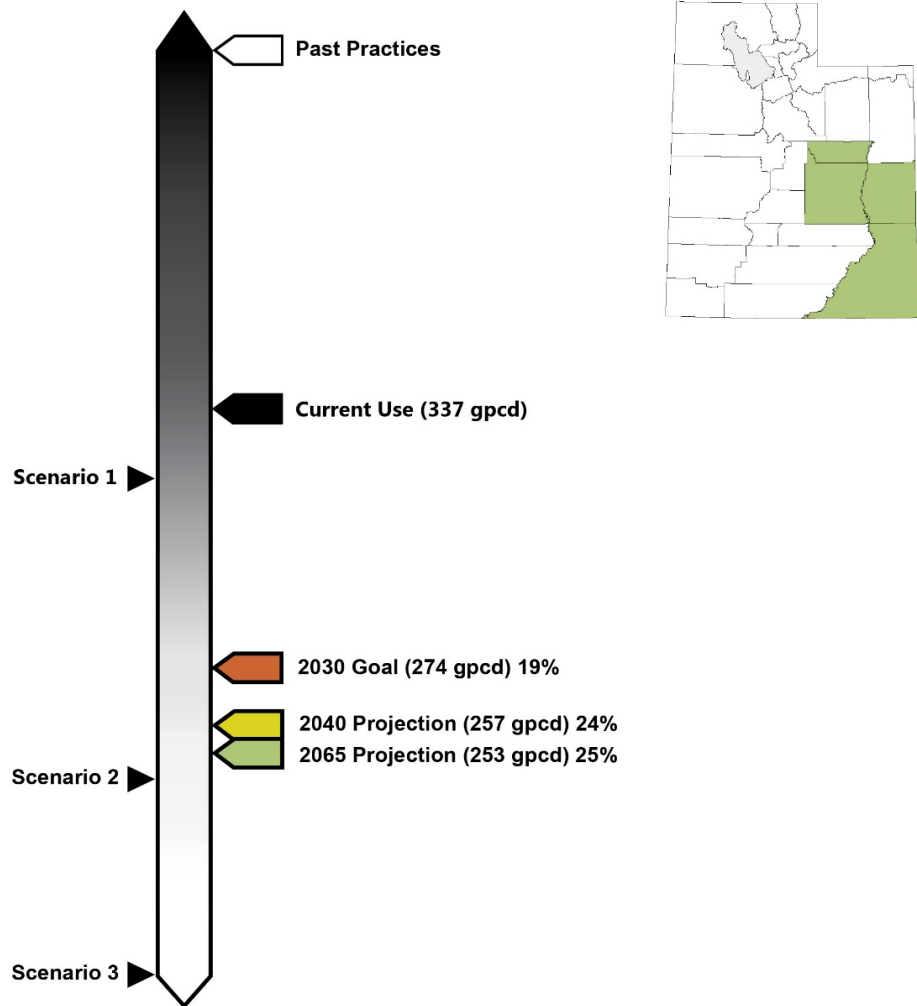 Past Practices
Current Use (337 gpcd)
Scenario 1
2030 Goal (274 gpcd) 19%
2040 Projection (257 gpcd) 24%
2065 Projection (253 gpcd) 25%
Scenario 2
Scenario 3